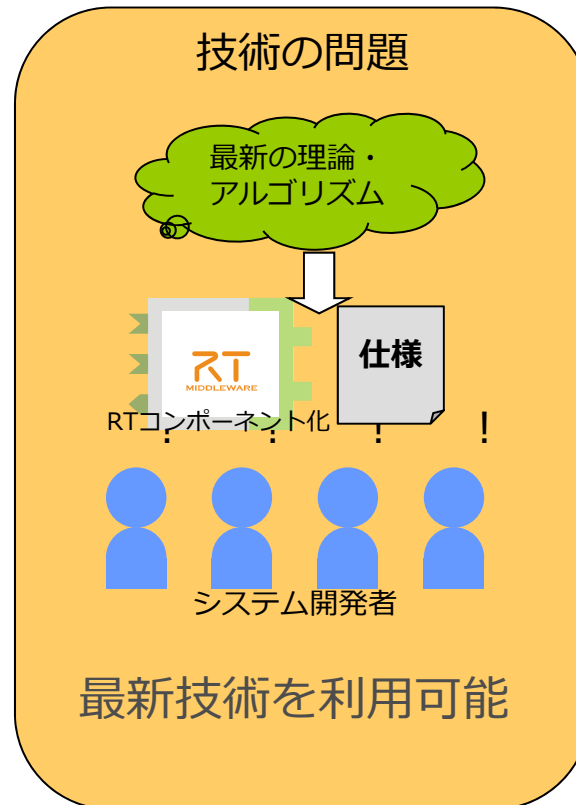 技術の問題
最新の理論・
アルゴリズム
RT
MIDDLEWARE
仕様
RTコンポーネント化
! ! ! !
システム開発者
最新技術を利用可能